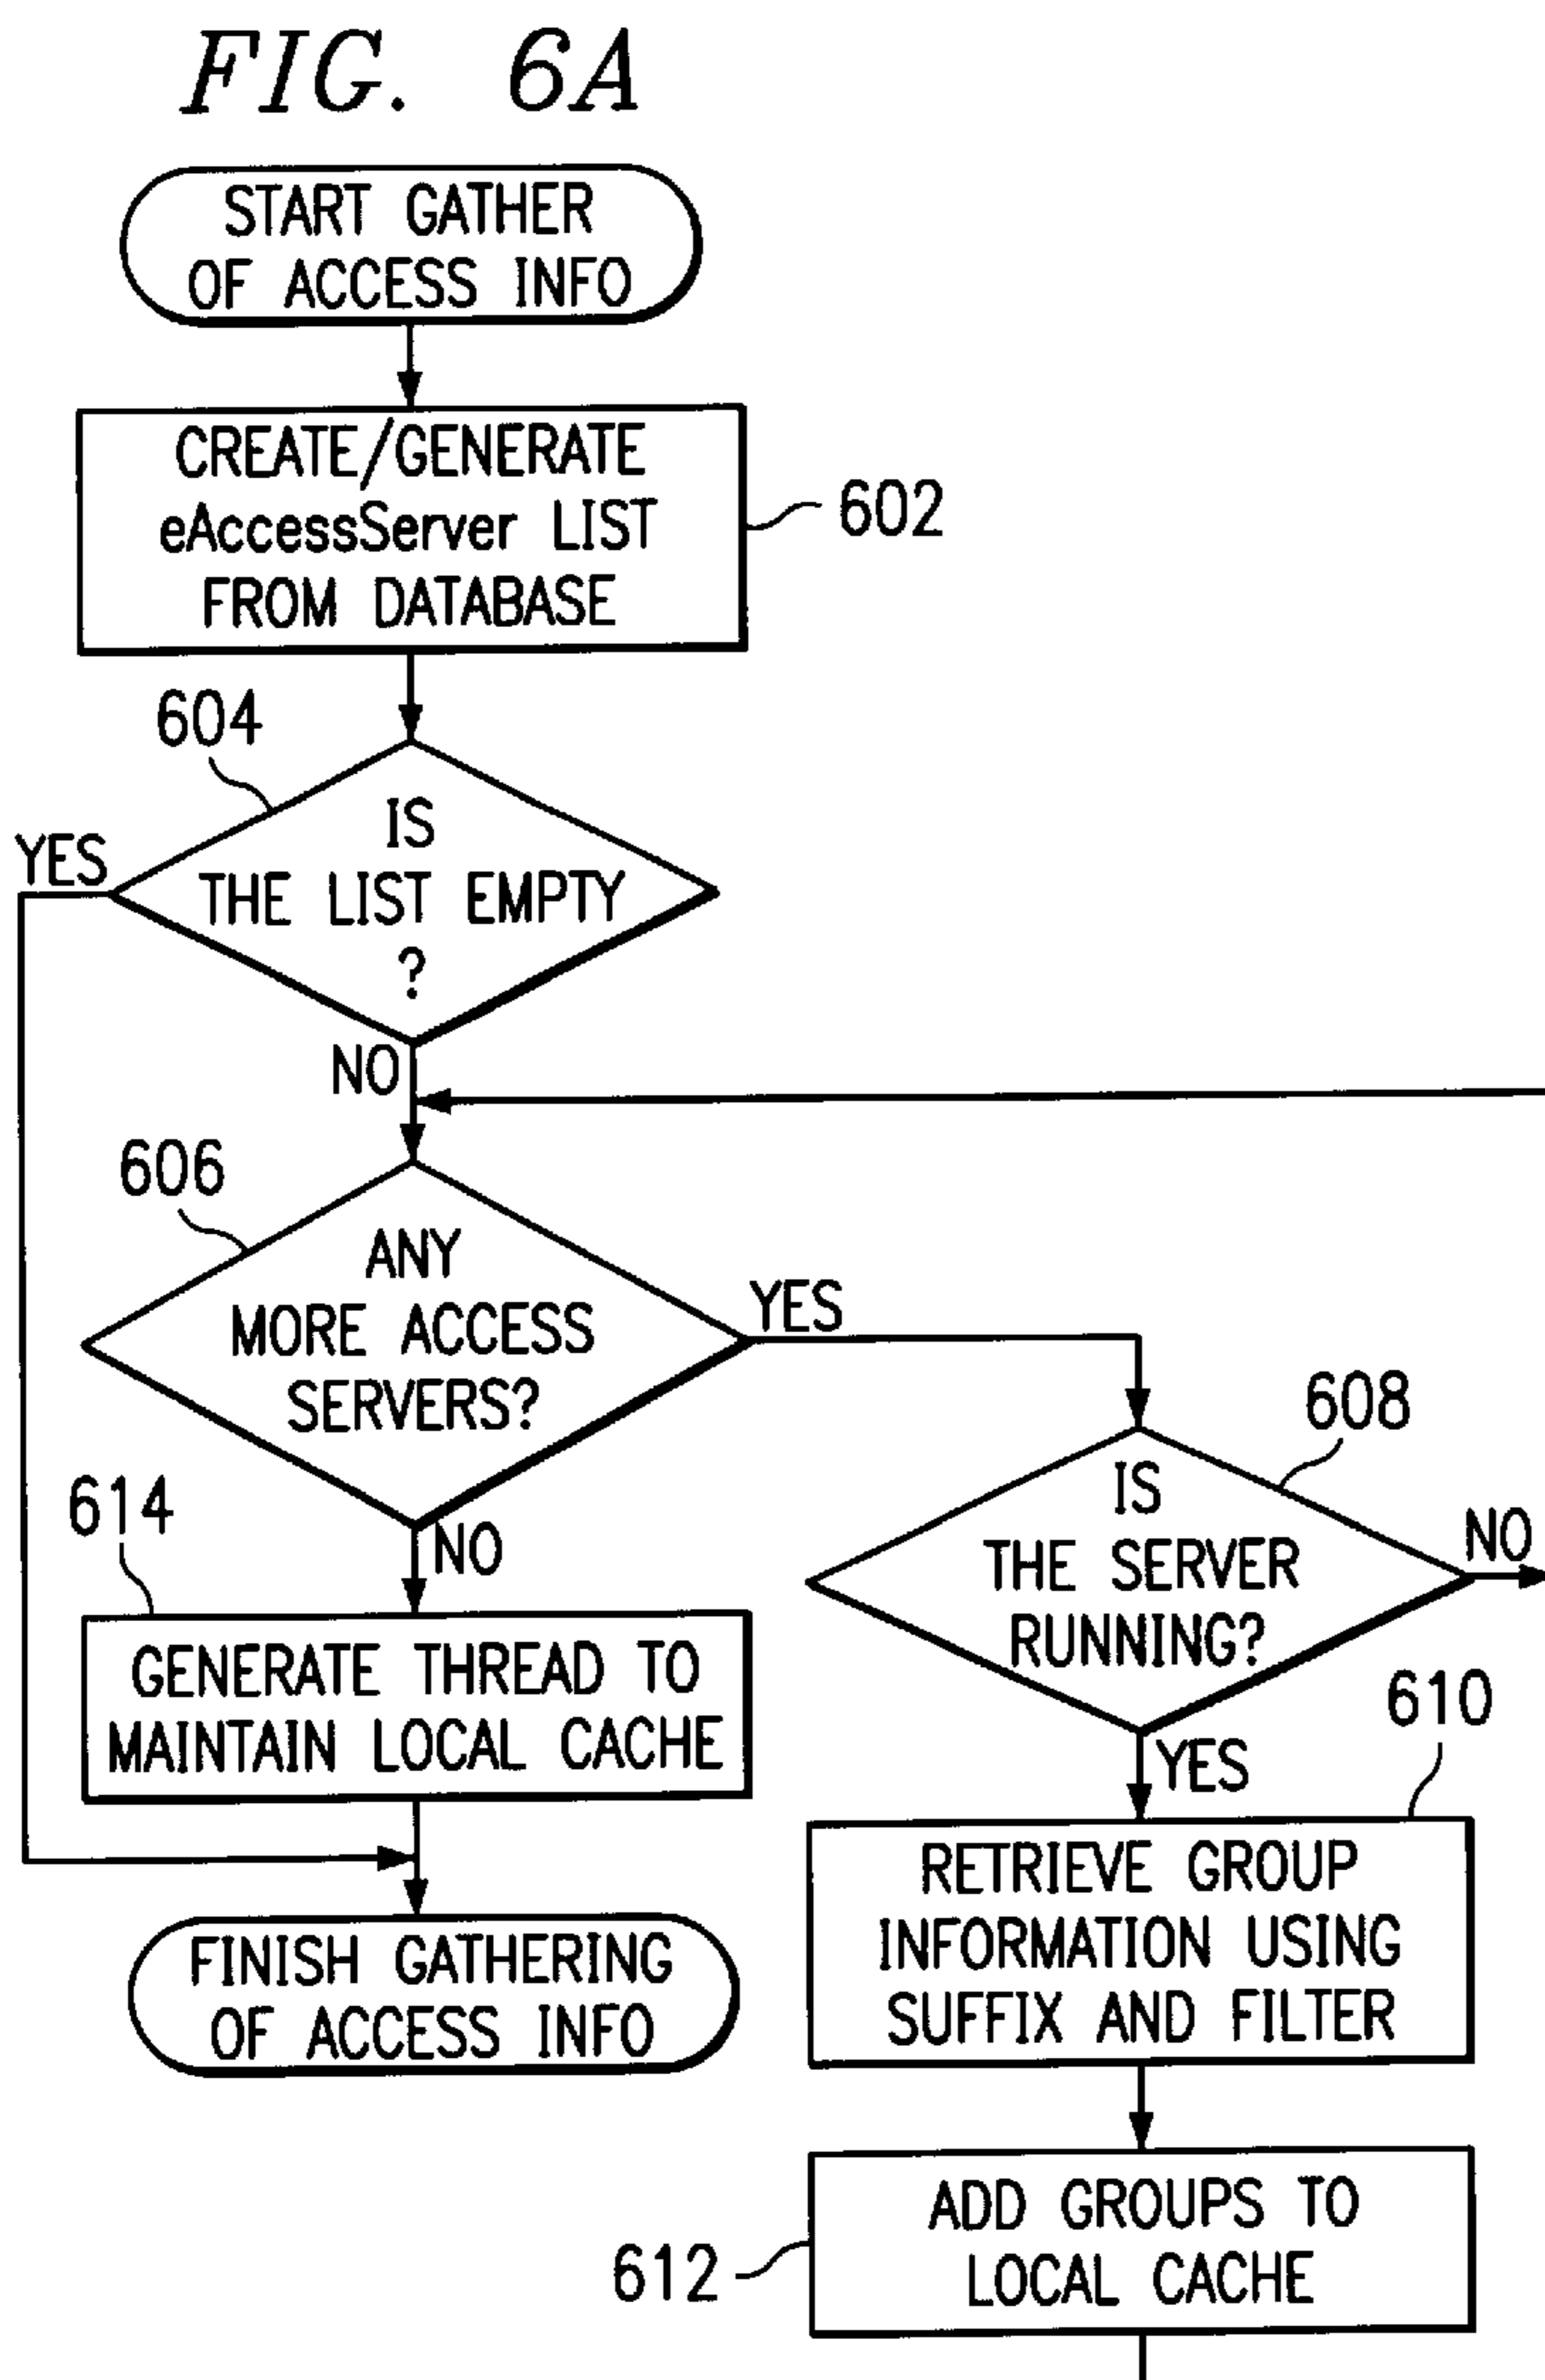 FIG. 6A
START GATHER
OF ACCESS INFO
CREATE/GENERATE
eAccessServer LIST
FROM DATABASE
602
604
IS
THE LIST EMPTY
?
YES
NO
606
ANY
MORE ACCESS
SERVERS?
YES
NO
608
IS
THE SERVER
RUNNING?
NO
YES
614
GENERATE THREAD TO
MAINTAIN LOCAL CACHE
610
RETRIEVE GROUP
INFORMATION USING
SUFFIX AND FILTER
FINISH GATHERING
OF ACCESS INFO
612
ADD GROUPS TO
LOCAL CACHE